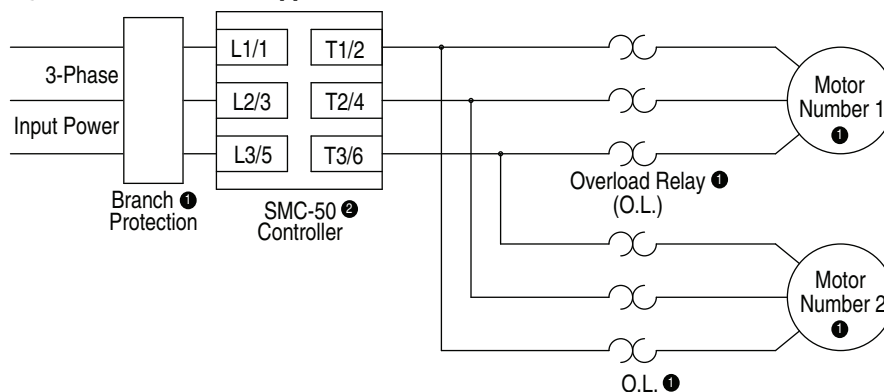 3-Phase
Input Power
L1/1 T1/2
L2/3 T2/4
L3/5 T3/6
Branch ❶
Protection
SMC-50 ❷
Controller
Overload Relay ❶
(O.L.)
Motor
Number 1
❶
Motor
Number 2
❶
O.L. ❶